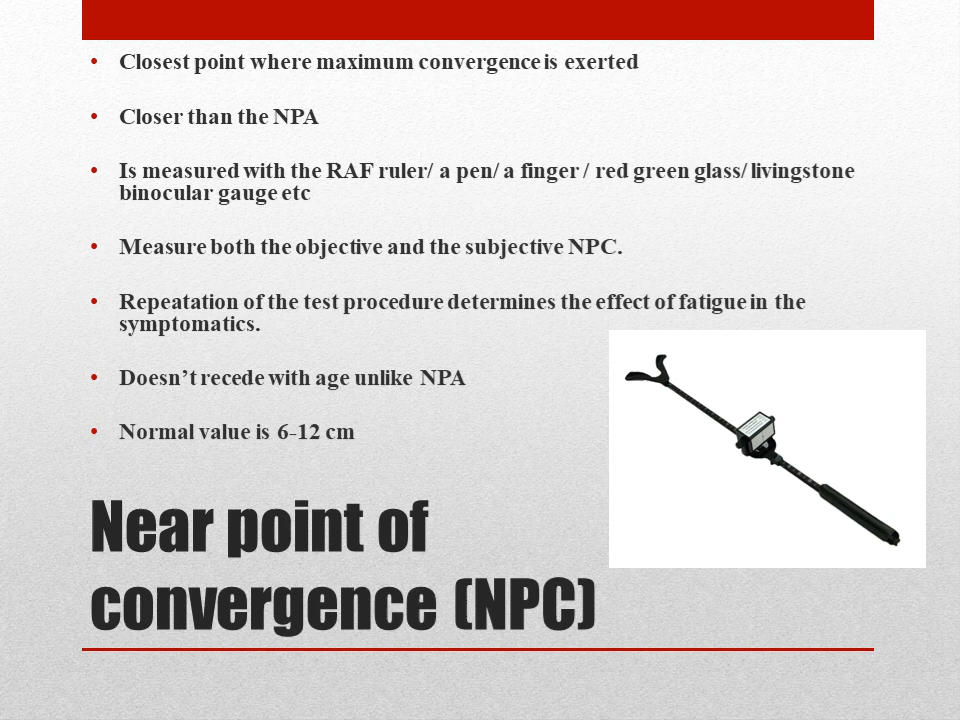 • Closest point where maximum convergence is exerted
• Closer than the NPA
• Is measured with the RAF ruler/ a pen/ a finger / red green glass/ livingstone
binocular gauge etc
• Measure both the objective and the subjective NPC.
• Repeatation of the test procedure determines the effect of fatigue in the
symptomatics.
• Doesn’t recede with age unlike NPA
• Normal value is 6-12 cm
Near point of
convergence (NPC)